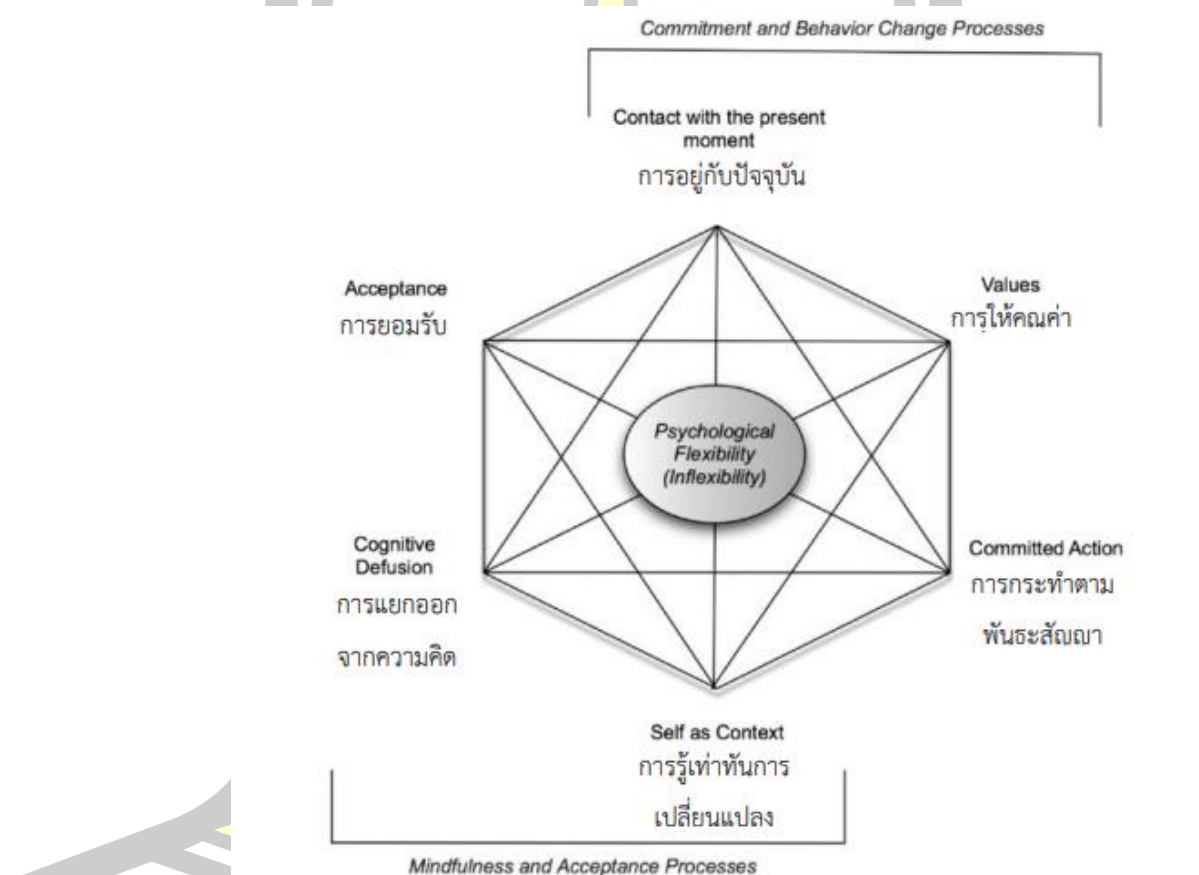 Commitment and Behavior Change Processes
Contact with the present
moment
การอยู่กับปัจจุบัน
Acceptance
การยอมรับ
Values
การให้คุณค่า
Psychological
Flexibility
(Inflexibility)
Cognitive
Defusion
การแยกออก
จากความคิด
Committed Action
การกระทำตาม
พันธะสัญญา
Self as Context
การรู้เท่าทันการ
เปลี่ยนแปลง
Mindfulness and Acceptance Processes